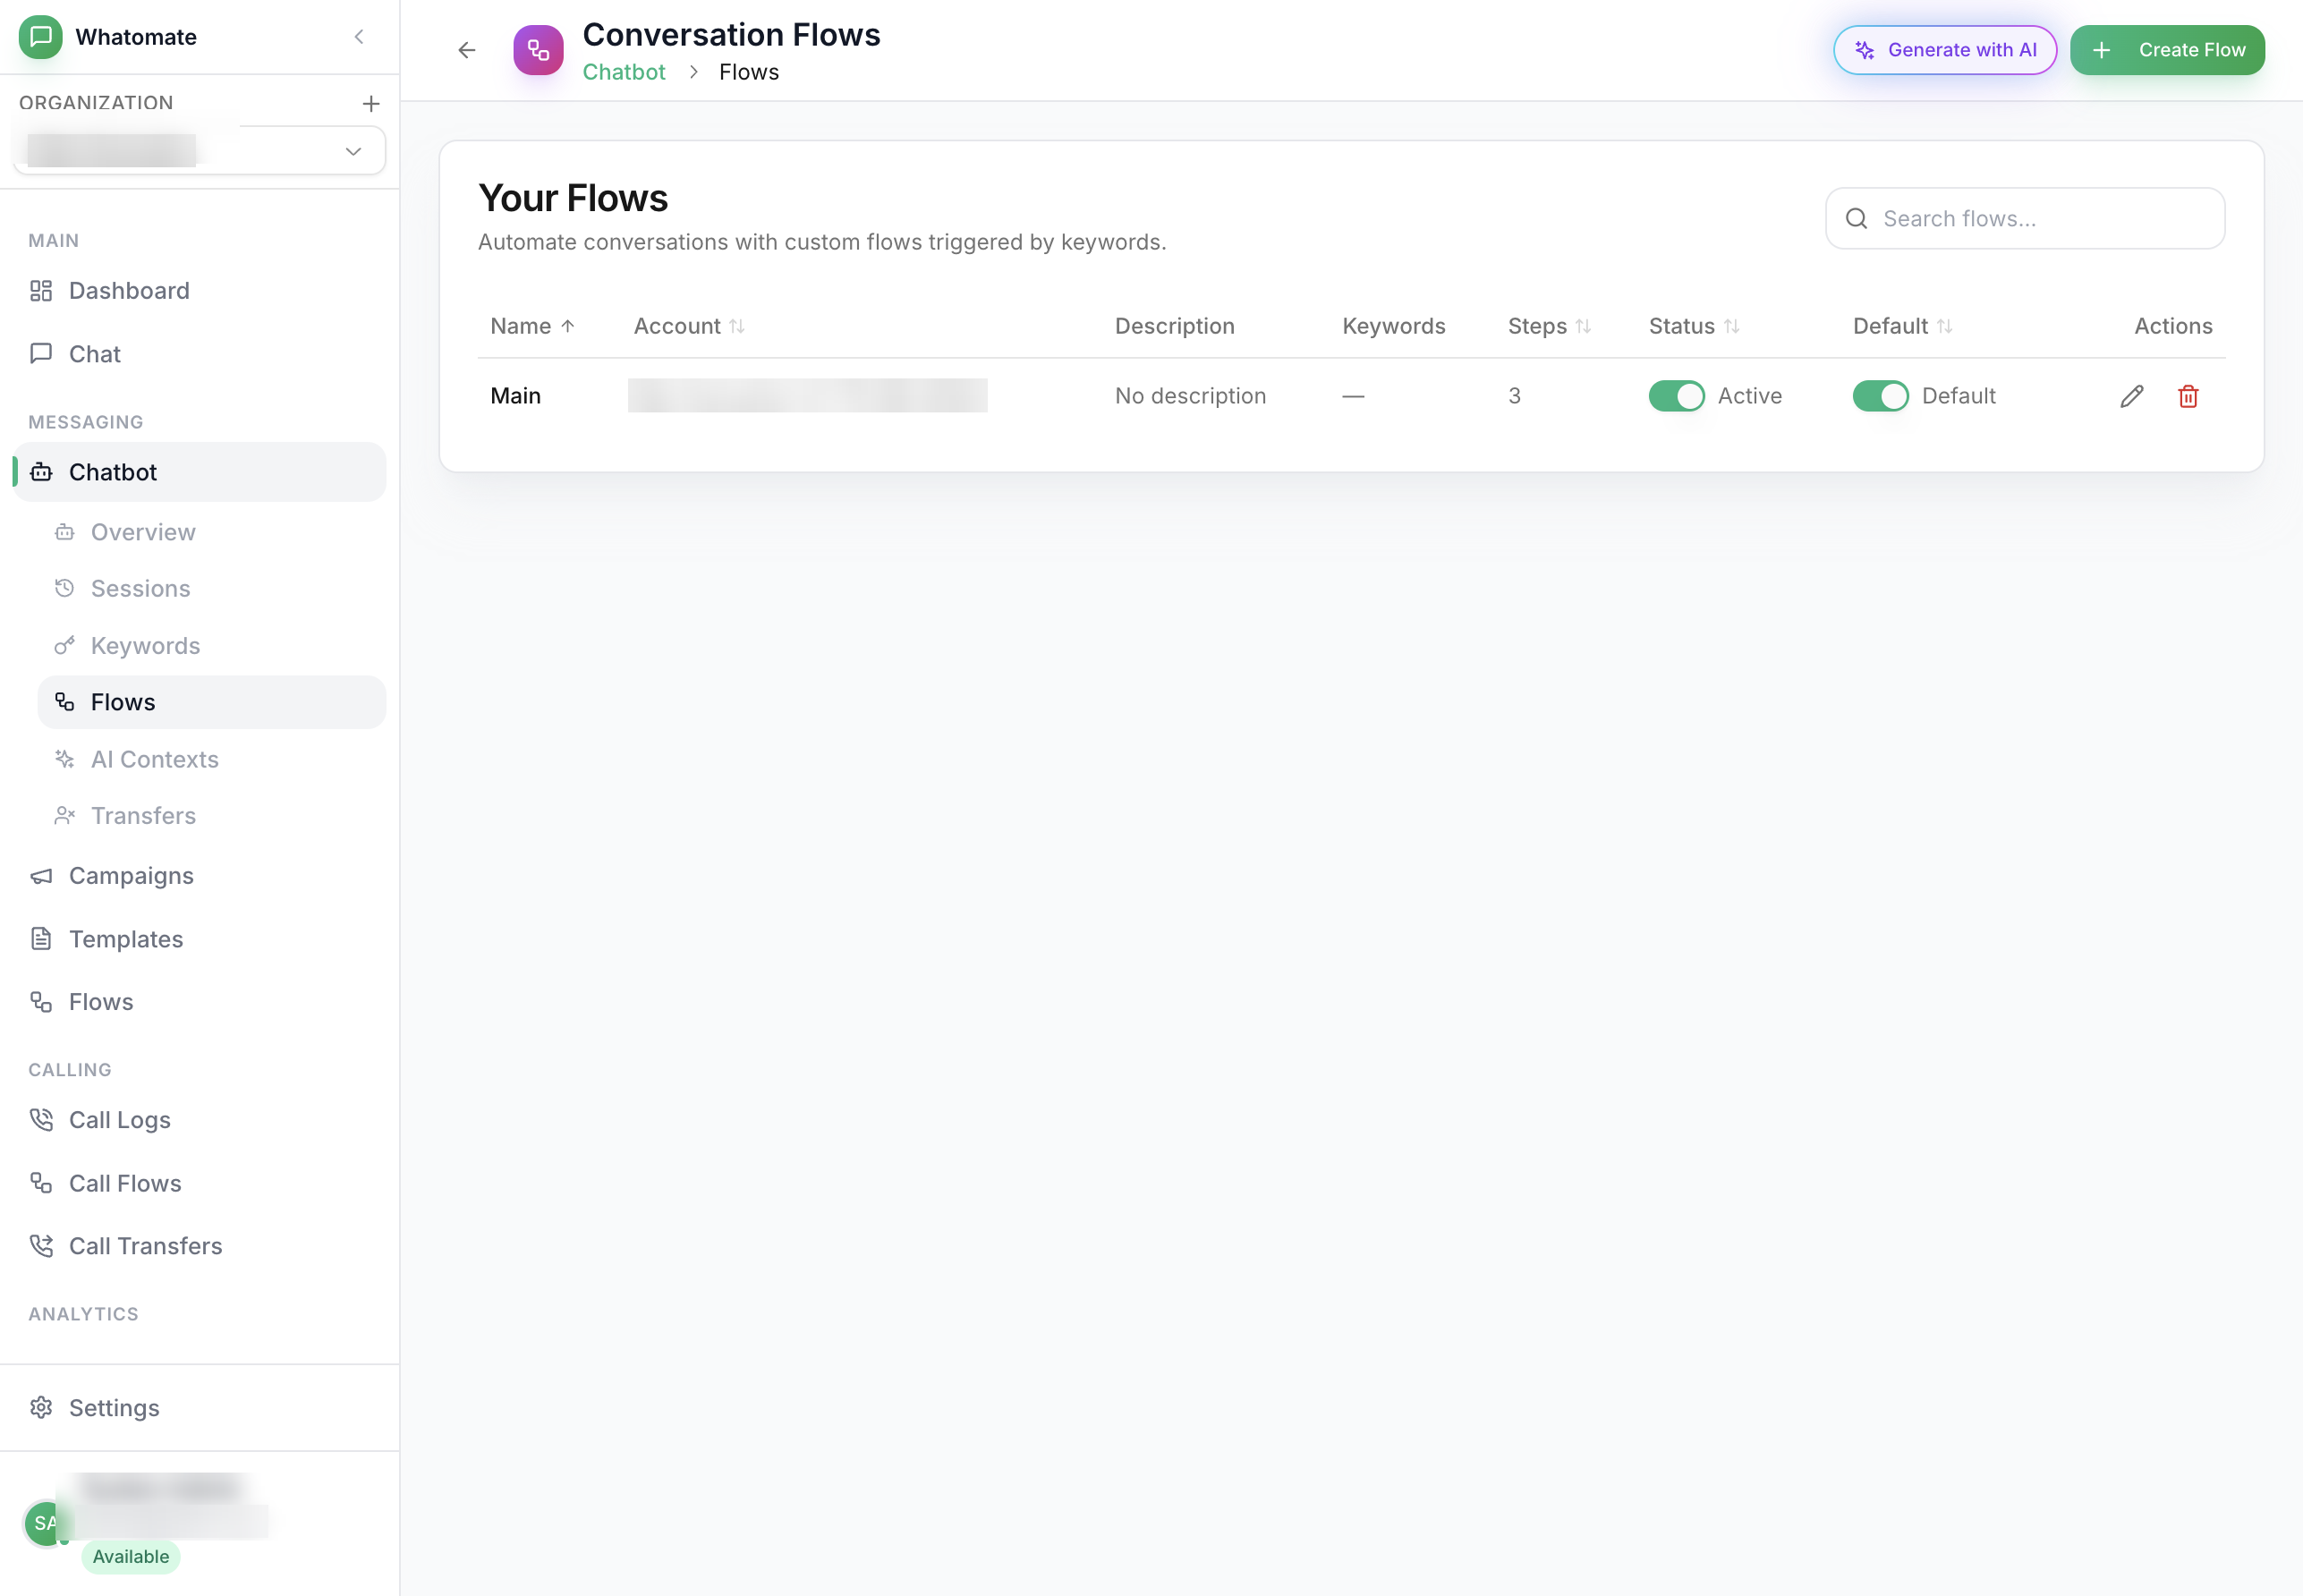 Whatomate
ORGANIZATION
MAIN
Dashboard
Chat
MESSAGING
Chatbot
Overview
Sessions
Keywords
Flows
AI Contexts
Transfers
Campaigns
Templates
Flows
CALLING
Call Logs
Call Flows
Call Transfers
ANALYTICS
Settings
SA
Available
Conversation Flows
Chatbot > Flows
Generate with AI
Create Flow
Your Flows
Automate conversations with custom flows triggered by keywords.
Search flows...
Name Account Description Keywords Steps Status Default Actions
Main No description — 3 Active Default